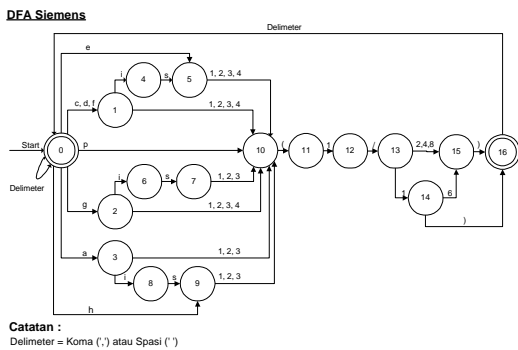 DFA Siemens
Delimeter
e
i 4 s 5 1, 2, 3, 4
c, d, f 1 1, 2, 3, 4
Start 0 p 10 ( 11 1 12 / 13 2,4,8 15 ) 16
Delimeter
i 6 s 7 1, 2, 3
1 14 6
g 2 1, 2, 3, 4
)
a 3 1, 2, 3
i 8 s 9 1, 2, 3
h
Catatan :
Delimeter = Koma (',') atau Spasi (' ')